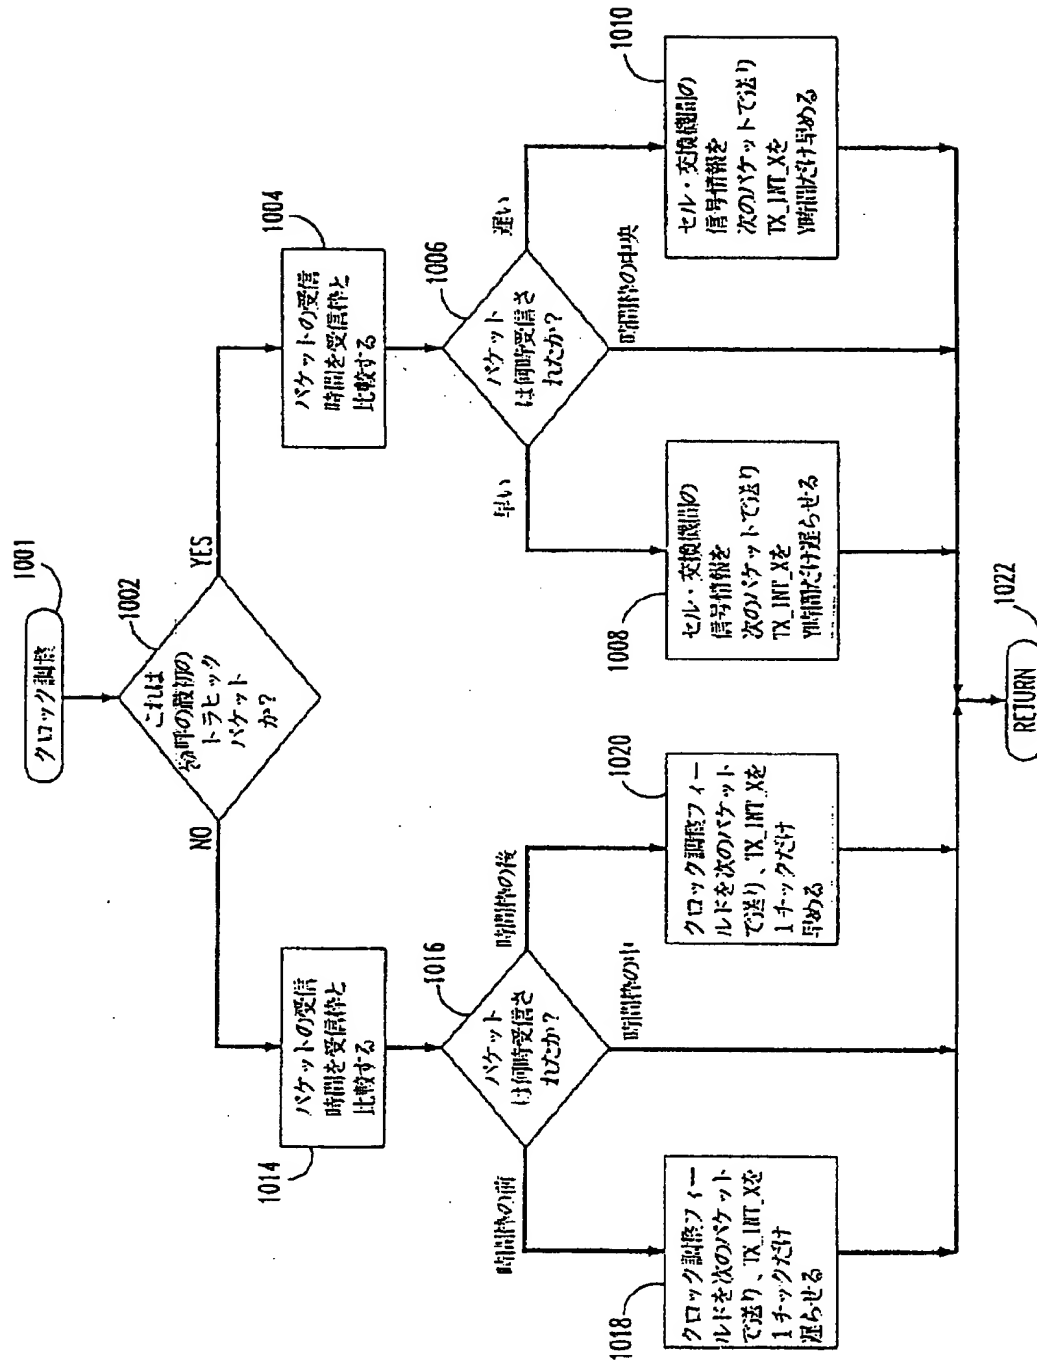 クロック調整
1001
これは
呼の最初の
トラヒック
パケット
か?
1002
NO
YES
パケットの受信
時間を受信枠と
比較する
1014
パケットの受信
時間を受信枠と
比較する
1004
パケット
は何時受信さ
れたか?
1016
時間枠の前
時間枠の中
時間枠の後
パケット
は何時受信さ
れたか?
1006
早い
時間枠の中央
遅い
クロック調整フィー
ルドを次のパケット
で送り、TX_INT_Xを
1チックだけ
遅らせる
1018
クロック調整フィー
ルドを次のパケット
で送り、TX_INT_Xを
1チックだけ
早める
1020
セル・交換機間の
信号情報を
次のパケットで送り
TX_INT_Xを
Y時間だけ遅らせる
1008
セル・交換機間の
信号情報を
次のパケットで送り
TX_INT_Xを
Y時間だけ早める
1010
RETURN
1022